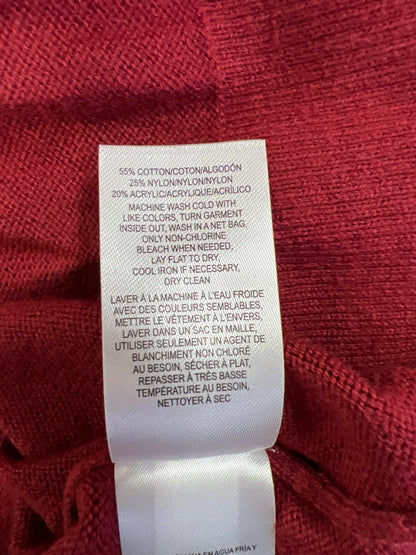 55% COTTON/COTON/ALGODÓN
25% NYLON/NYLON/NYLON
20% ACRYLIC/ACRYLIQUE/ACRÍLICO
MACHINE WASH COLD WITH
LIKE COLORS, TURN GARMENT
INSIDE OUT, WASH IN A NET BAG,
ONLY NON-CHLORINE
BLEACH WHEN NEEDED,
LAY FLAT TO DRY,
COOL IRON IF NECESSARY,
DRY CLEAN
LAVER À LA MACHINE À L'EAU FROIDE
AVEC DES COULEURS SEMBLABLES,
METTRE LE VÊTEMENT À L'ENVERS,
LAVER DANS UN SAC EN MAILLE,
UTILISER SEULEMENT UN AGENT DE
BLANCHIMENT NON CHLORÉ
AU BESOIN, SÉCHER À PLAT,
REPASSER À TRÈS BASSE
TEMPÉRATURE AU BESOIN,
NETTOYER À SEC
EN AGUA FRÍA Y